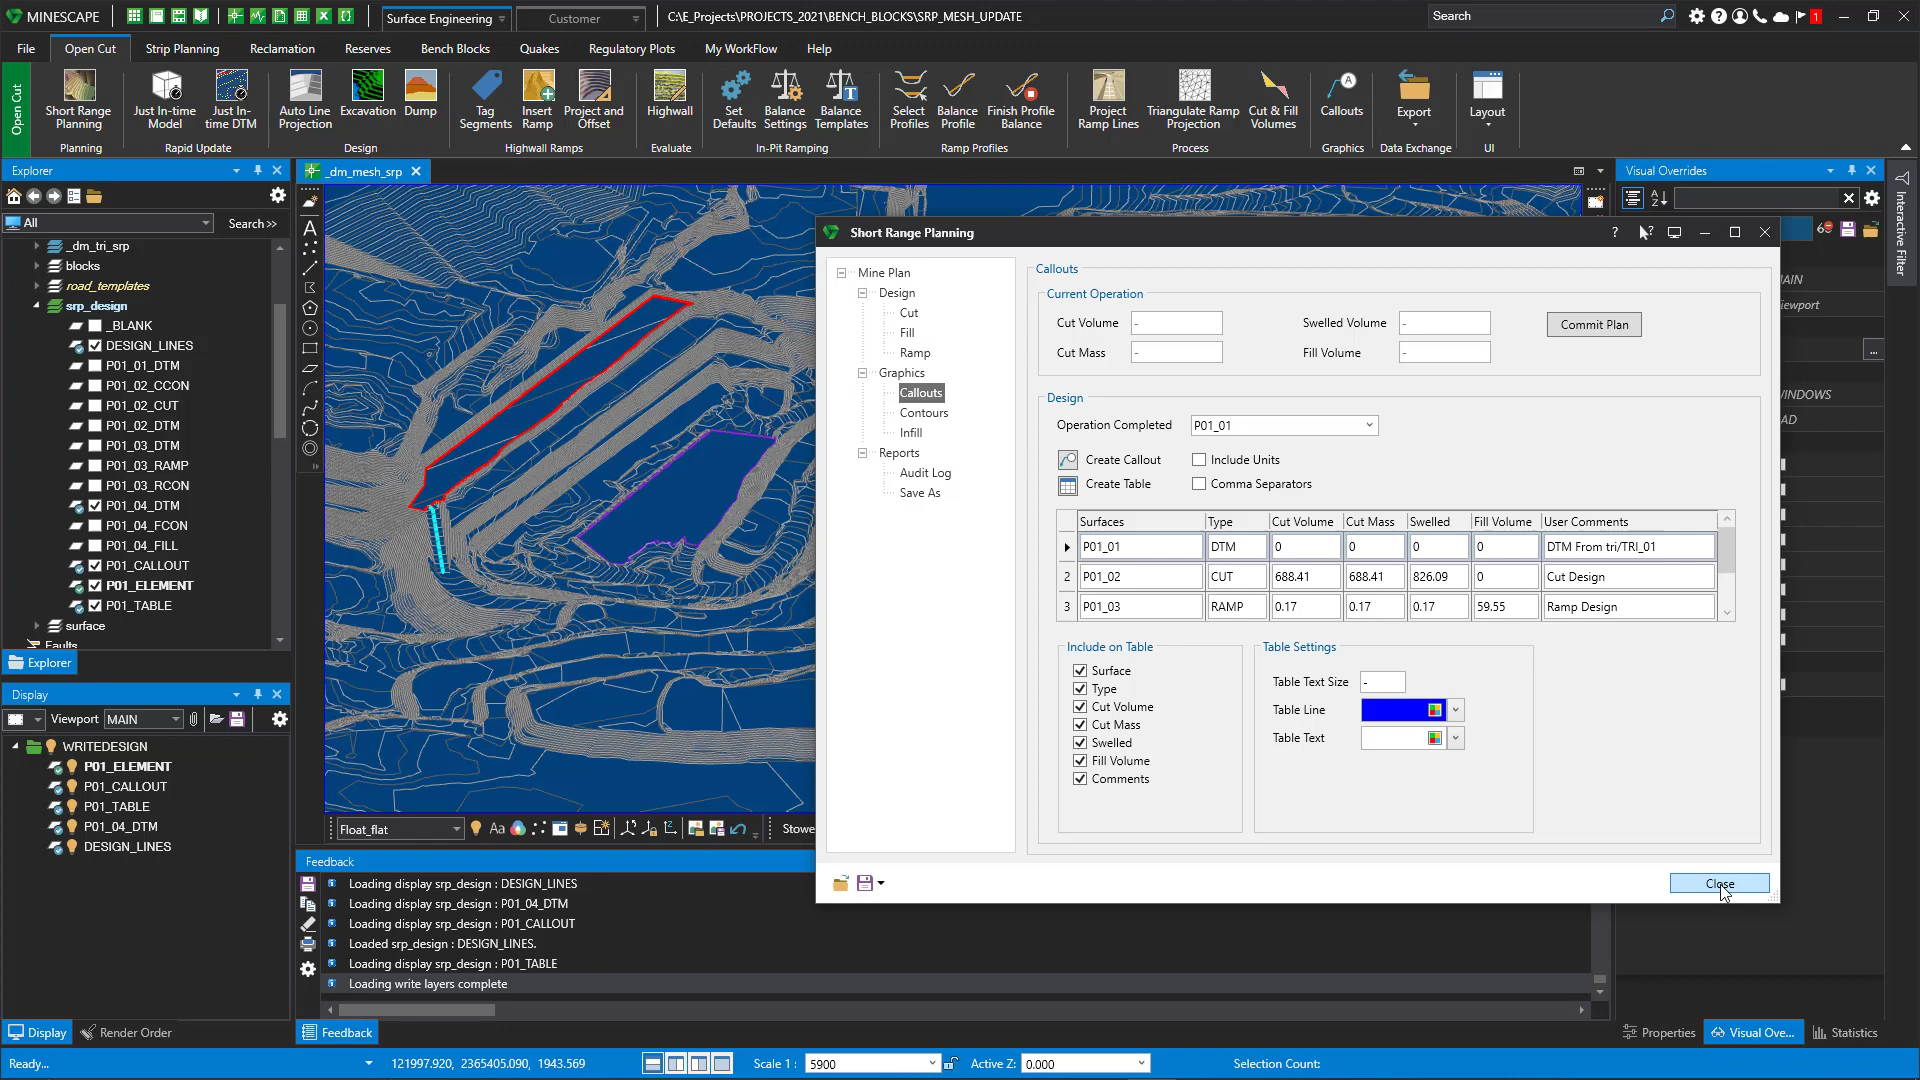 MINESCAPE
Surface Engineering
Customer
C:\E_Projects\PROJECTS_2021\BENCH_BLOCKS\SRP_MESH_UPDATE
Search
1
File
Open Cut
Strip Planning
Reclamation
Reserves
Bench Blocks
Quakes
Regulatory Plots
My WorkFlow
Help
Open Cut
Short Range Planning
Just In-time Model
Just In-time DTM
Auto Line Projection
Excavation
Dump
Tag Segments
Insert Ramp
Project and Offset
Highwall
Set Defaults
Balance Settings
Balance Templates
Select Profiles
Balance Profile
Finish Profile Balance
Project Ramp Lines
Triangulate Ramp Projection
Cut & Fill Volumes
Callouts
Export
Layout
Planning
Rapid Update
Design
Highwall Ramps
Evaluate
In-Pit Ramping
Ramp Profiles
Process
Graphics
Data Exchange
UI
Explorer
All
Search >>
_dm_tri_srp
blocks
road_templates
srp_design
_BLANK
DESIGN_LINES
P01_01_DTM
P01_02_CCON
P01_02_CUT
P01_02_DTM
P01_03_DTM
P01_03_RAMP
P01_03_RCON
P01_04_DTM
P01_04_FCON
P01_04_FILL
P01_CALLOUT
P01_ELEMENT
P01_TABLE
surface
Faults
Explorer
Display
Viewport MAIN
WRITEDESIGN
P01_ELEMENT
P01_CALLOUT
P01_TABLE
P01_04_DTM
DESIGN_LINES
Display
Render Order
_dm_mesh_srp
Float_flat
Aa
Stowe
Feedback
Loading display srp_design : DESIGN_LINES
Loading display srp_design : P01_04_DTM
Loading display srp_design : P01_CALLOUT
Loaded srp_design : DESIGN_LINES.
Loading display srp_design : P01_TABLE
Loading write layers complete
Feedback
Short Range Planning
?
Mine Plan
Design
Cut
Fill
Ramp
Graphics
Callouts
Contours
Infill
Reports
Audit Log
Save As
Callouts
Current Operation
Cut Volume -
Swelled Volume -
Commit Plan
Cut Mass -
Fill Volume -
Design
Operation Completed P01_01
Create Callout
Include Units
Create Table
Comma Separators
Surfaces Type Cut Volume Cut Mass Swelled Fill Volume User Comments
P01_01 DTM 0 0 0 0 DTM From tri/TRI_01
2 P01_02 CUT 688.41 688.41 826.09 0 Cut Design
3 P01_03 RAMP 0.17 0.17 0.17 59.55 Ramp Design
Include on Table
Surface
Type
Cut Volume
Cut Mass
Swelled
Fill Volume
Comments
Table Settings
Table Text Size -
Table Line
Table Text
Close
Visual Overrides
MAIN
iewport
...
WINDOWS
AD
Interactive Filter
Properties
Visual Ove...
Statistics
Ready...
121997.920, 2365405.090, 1943.569
Scale 1 : 5900
Active Z: 0.000
Selection Count: